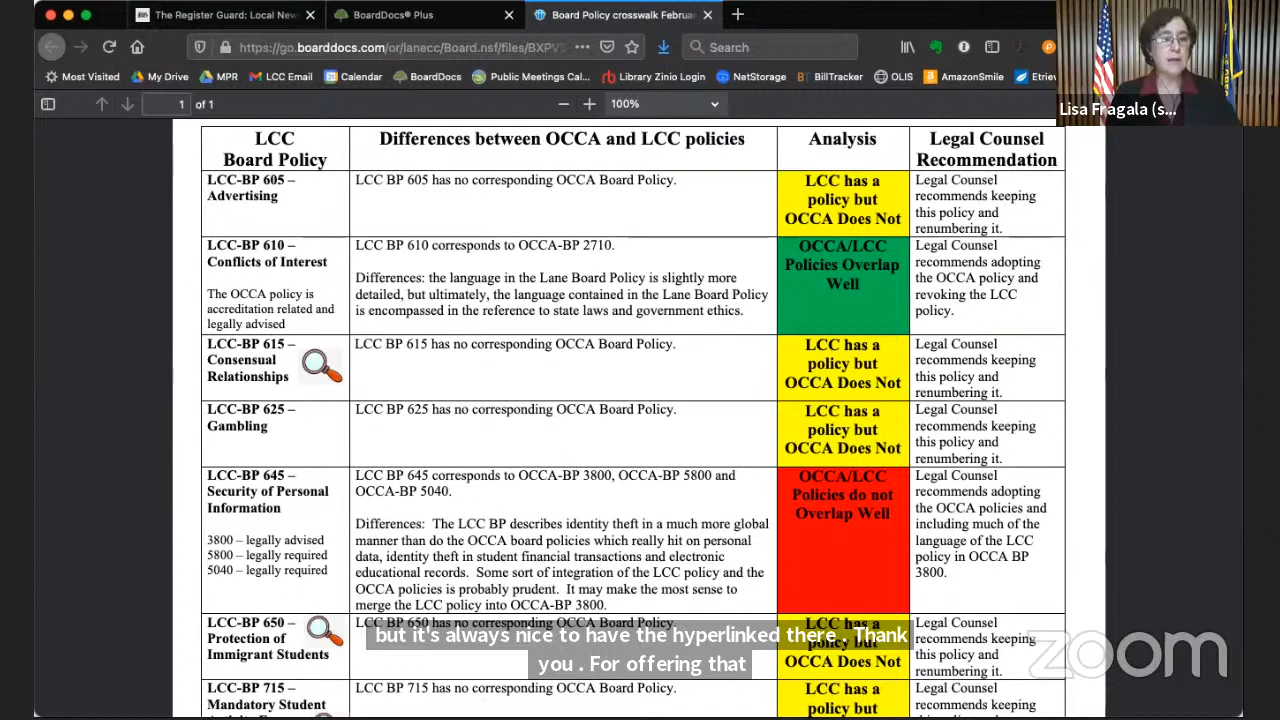 The Register Guard: Local New
BoardDocs® Plus
Board Policy crosswalk Februa
https://go.boarddocs.com/or/lanecc/Board.nsf/files/BXPV
Search
Most Visited
My Drive
MPR
LCC Email
Calendar
BoardDocs
Public Meetings Cal...
Library Zinio Login
NetStorage
BT BillTracker
OLIS
AmazonSmile
Etriev
Lisa Fragala (s...
1 of 1
100%
LCC
Board Policy
Differences between OCCA and LCC policies
Analysis
Legal Counsel
Recommendation
LCC-BP 605 –
Advertising
LCC BP 605 has no corresponding OCCA Board Policy.
LCC has a
policy but
OCCA Does Not
Legal Counsel
recommends keeping
this policy and
renumbering it.
LCC-BP 610 –
Conflicts of Interest
The OCCA policy is
accreditation related and
legally advised
LCC BP 610 corresponds to OCCA-BP 2710.
Differences: the language in the Lane Board Policy is slightly more
detailed, but ultimately, the language contained in the Lane Board Policy
is encompassed in the reference to state laws and government ethics.
OCCA/LCC
Policies Overlap
Well
Legal Counsel
recommends adopting
the OCCA policy and
revoking the LCC
policy.
LCC-BP 615 –
Consensual
Relationships
LCC BP 615 has no corresponding OCCA Board Policy.
LCC has a
policy but
OCCA Does Not
Legal Counsel
recommends keeping
this policy and
renumbering it.
LCC-BP 625 –
Gambling
LCC BP 625 has no corresponding OCCA Board Policy.
LCC has a
policy but
OCCA Does Not
Legal Counsel
recommends keeping
this policy and
renumbering it.
LCC-BP 645 –
Security of Personal
Information
3800 – legally advised
5800 – legally required
5040 – legally required
LCC BP 645 corresponds to OCCA-BP 3800, OCCA-BP 5800 and
OCCA-BP 5040.
Differences: The LCC BP describes identity theft in a much more global
manner than do the OCCA board policies which really hit on personal
data, identity theft in student financial transactions and electronic
educational records. Some sort of integration of the LCC policy and the
OCCA policies is probably prudent. It may make the most sense to
merge the LCC policy into OCCA-BP 3800.
OCCA/LCC
Policies do not
Overlap Well
Legal Counsel
recommends adopting
the OCCA policies and
including much of the
language of the LCC
policy in OCCA BP
3800.
LCC-BP 650 –
Protection of
Immigrant Students
LCC BP 650 has no corresponding OCCA Board Policy.
LCC has a
policy but
OCCA Does Not
Legal Counsel
recommends keeping
this policy and
renumbering it.
but it's always nice to have the hyperlinked there . Thank
you . For offering that
zoom
LCC-BP 715 –
Mandatory Student
LCC BP 715 has no corresponding OCCA Board Policy.
LCC has a
policy but
Legal Counsel
recommends keeping